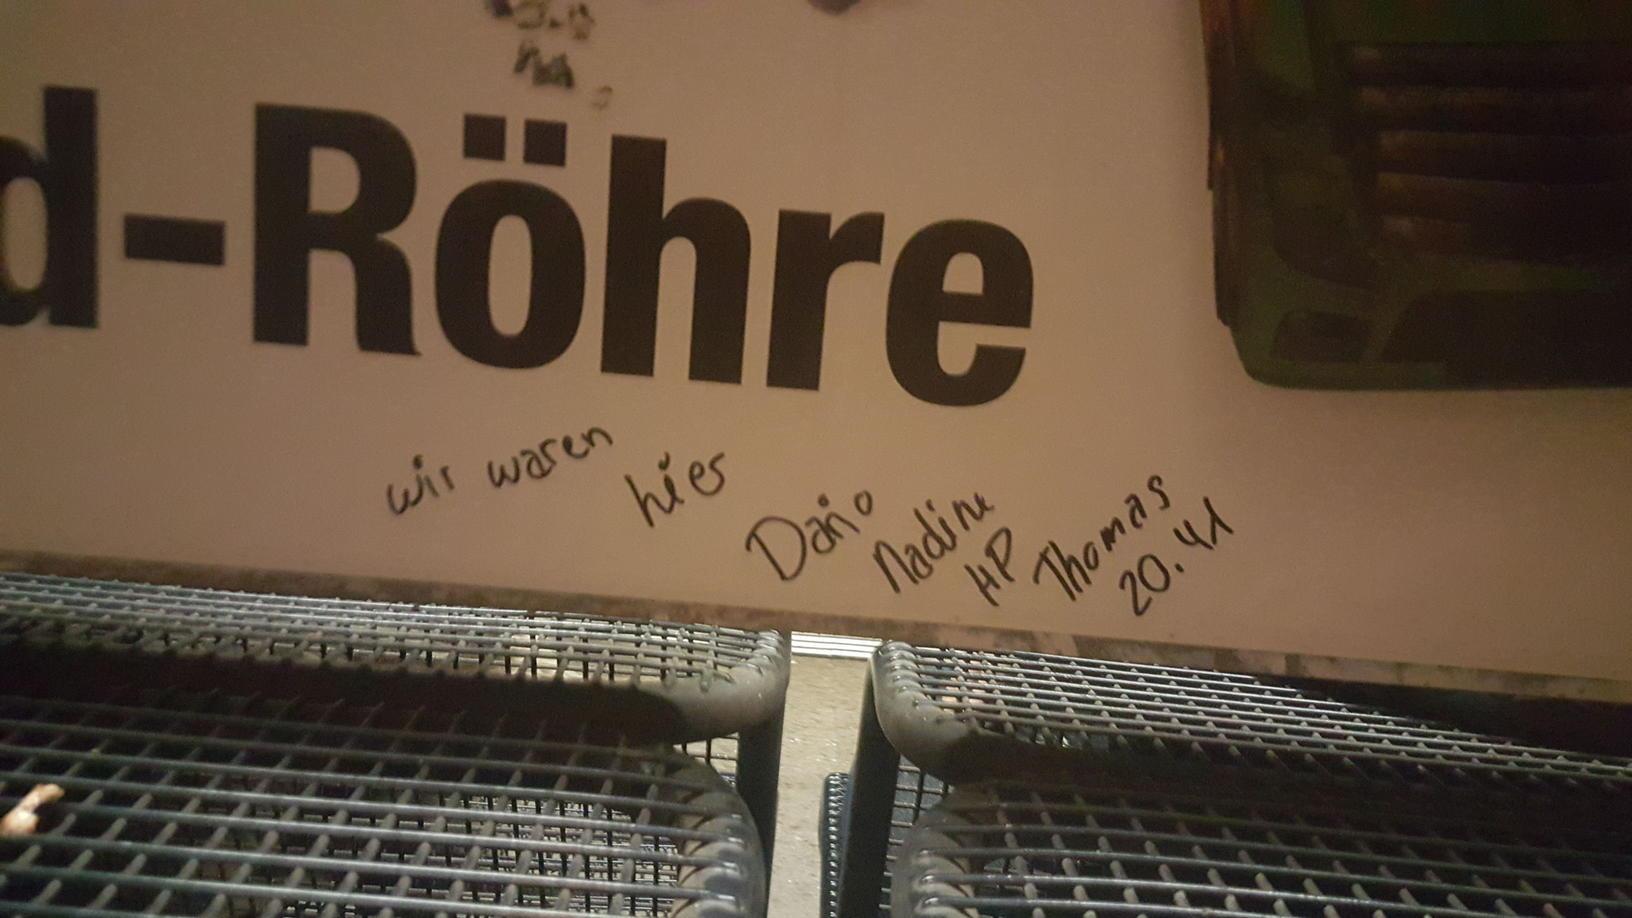 d-Röhre
wir waren
hier
Dario
Nadine
HP
Thomas
20.41